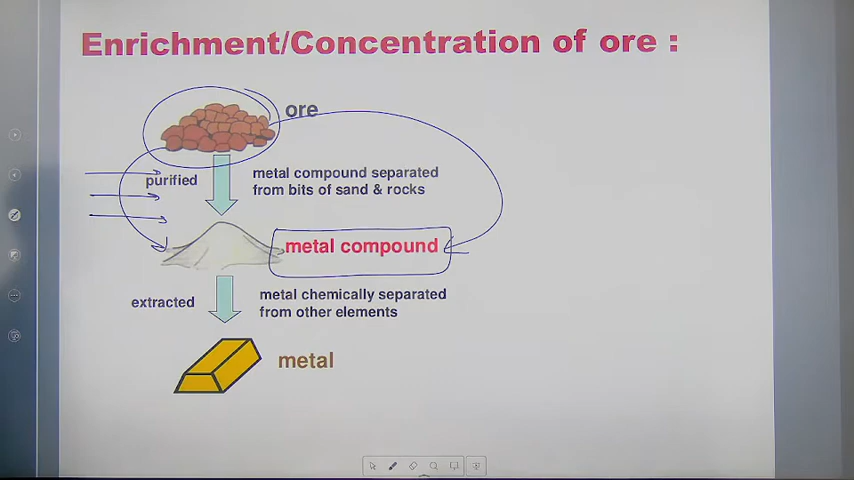 Enrichment/Concentration of ore :
ore
purified
metal compound separated
from bits of sand & rocks
metal compound
extracted
metal chemically separated
from other elements
metal